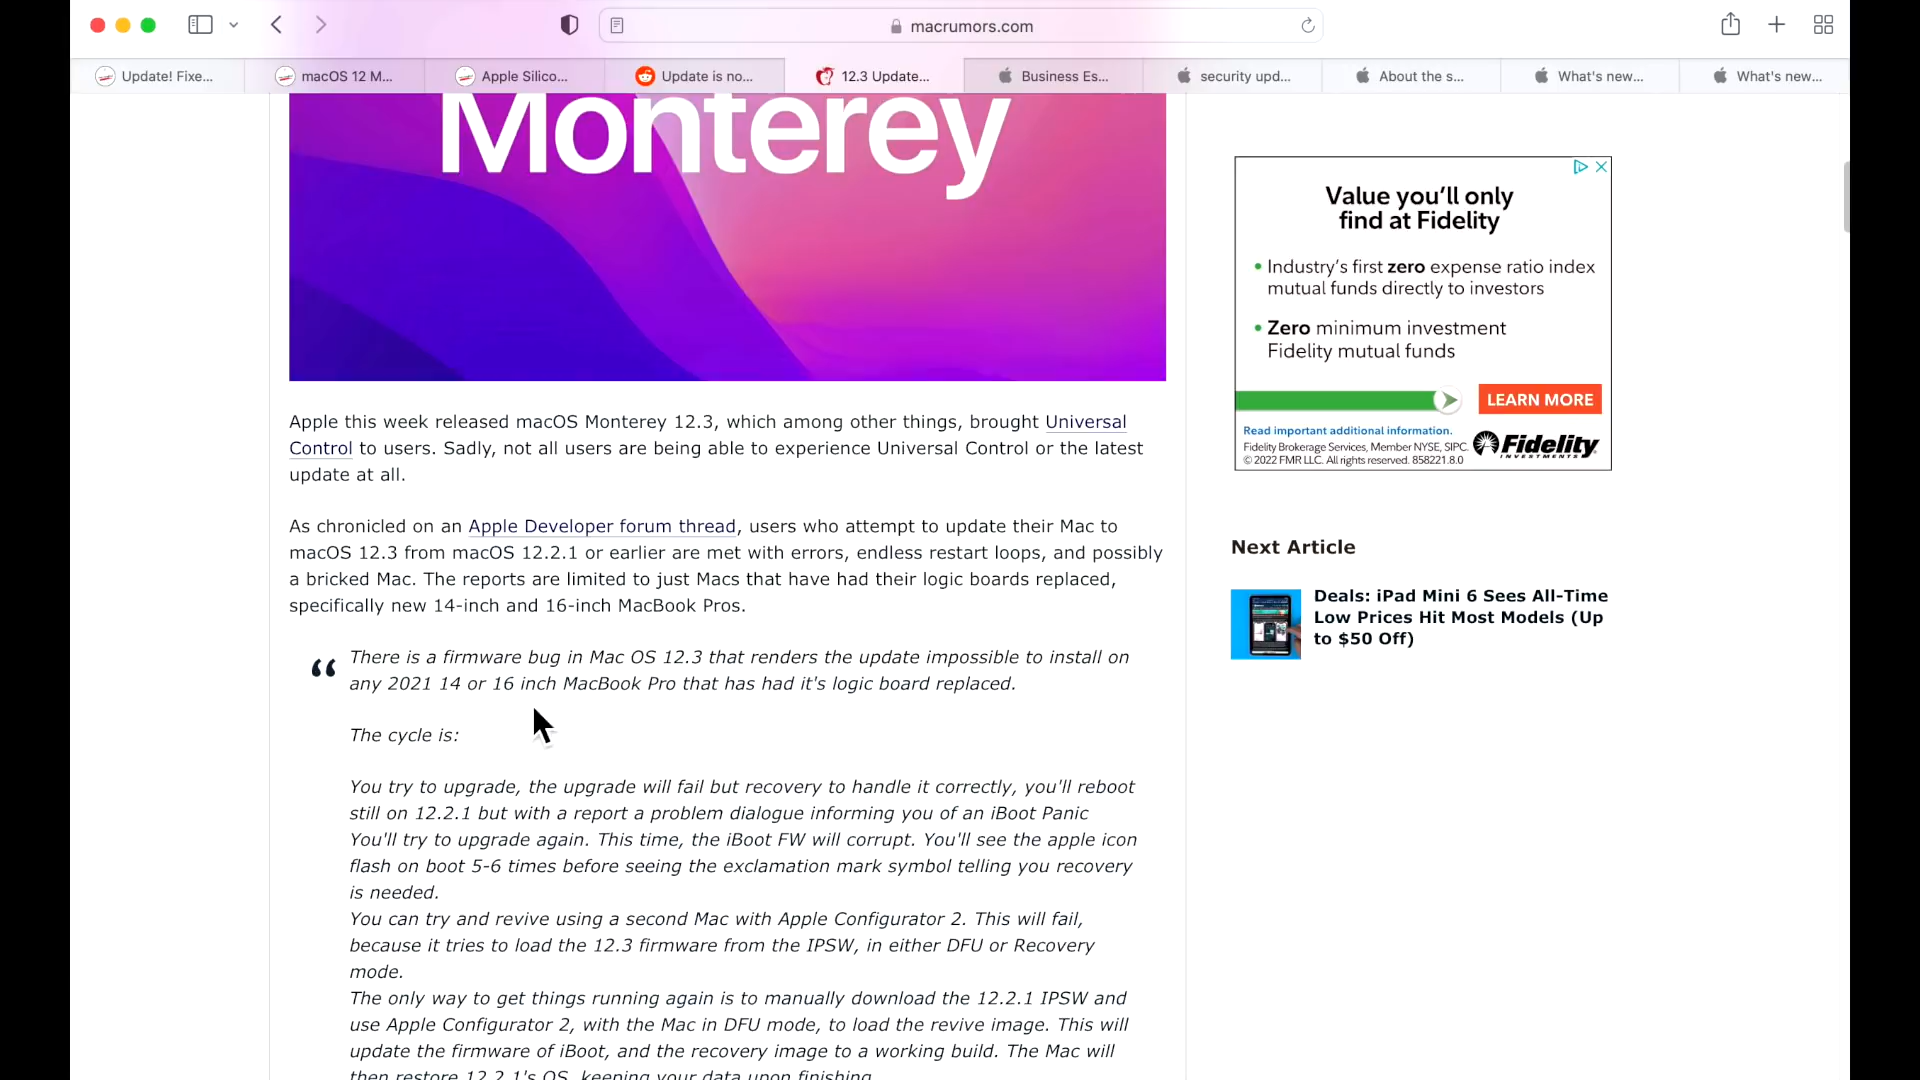 macrumors.com
Update! Fixe...
macOS 12 M...
Apple Silico...
Update is no...
12.3 Update...
Business Es...
security upd...
About the s...
What's new...
What's new...
Monterey
Apple this week released macOS Monterey 12.3, which among other things, brought Universal
Control to users. Sadly, not all users are being able to experience Universal Control or the latest
update at all.
As chronicled on an Apple Developer forum thread, users who attempt to update their Mac to
macOS 12.3 from macOS 12.2.1 or earlier are met with errors, endless restart loops, and possibly
a bricked Mac. The reports are limited to just Macs that have had their logic boards replaced,
specifically new 14-inch and 16-inch MacBook Pros.
“ There is a firmware bug in Mac OS 12.3 that renders the update impossible to install on
any 2021 14 or 16 inch MacBook Pro that has had it's logic board replaced.
The cycle is:
You try to upgrade, the upgrade will fail but recovery to handle it correctly, you'll reboot
still on 12.2.1 but with a report a problem dialogue informing you of an iBoot Panic
You'll try to upgrade again. This time, the iBoot FW will corrupt. You'll see the apple icon
flash on boot 5-6 times before seeing the exclamation mark symbol telling you recovery
is needed.
You can try and revive using a second Mac with Apple Configurator 2. This will fail,
because it tries to load the 12.3 firmware from the IPSW, in either DFU or Recovery
mode.
The only way to get things running again is to manually download the 12.2.1 IPSW and
use Apple Configurator 2, with the Mac in DFU mode, to load the revive image. This will
update the firmware of iBoot, and the recovery image to a working build. The Mac will
then restore 12.2.1's OS, keeping your data upon finishing.
Value you'll only
find at Fidelity
• Industry's first zero expense ratio index
mutual funds directly to investors
• Zero minimum investment
Fidelity mutual funds
LEARN MORE
Read important additional information.
Fidelity Brokerage Services, Member NYSE, SIPC.
© 2022 FMR LLC. All rights reserved. 858221.8.0
Fidelity
INVESTMENTS
Next Article
Deals: iPad Mini 6 Sees All-Time
Low Prices Hit Most Models (Up
to $50 Off)